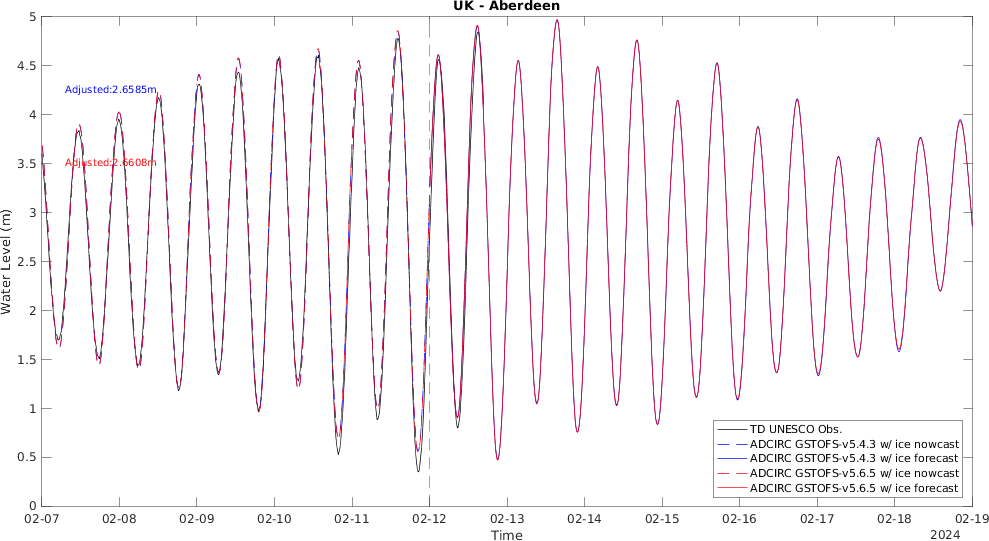 UK - Aberdeen
5
4.5
4
3.5
3
2.5
2
1.5
1
0.5
0
Water Level (m)
Adjusted:2.6585m
Adjusted:2.6608m
TD UNESCO Obs.
ADCIRC GSTOFS-v5.4.3 w/ ice nowcast
ADCIRC GSTOFS-v5.4.3 w/ ice forecast
ADCIRC GSTOFS-v5.6.5 w/ ice nowcast
ADCIRC GSTOFS-v5.6.5 w/ ice forecast
02-07 02-08 02-09 02-10 02-11 02-12 02-13 02-14 02-15 02-16 02-17 02-18 02-19
Time
2024